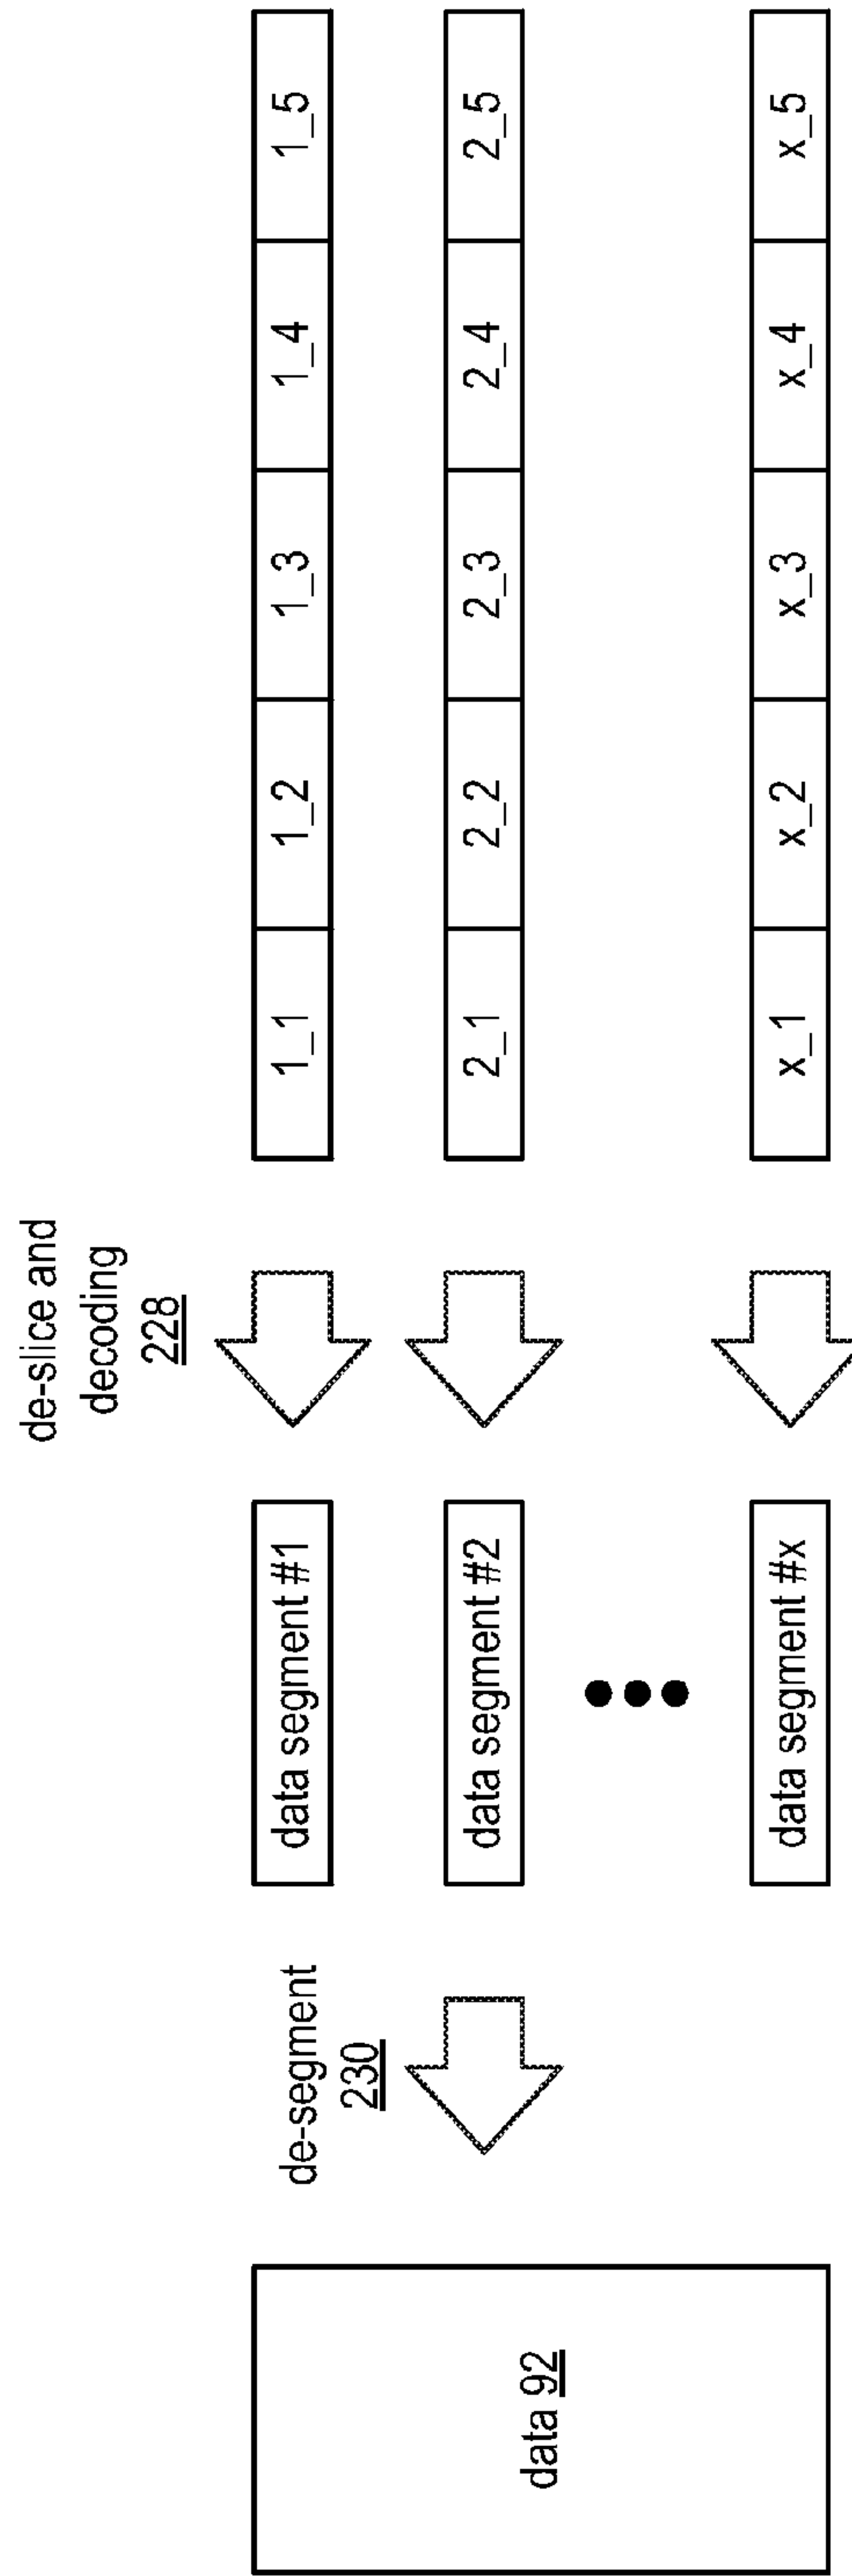 de-slice and
decoding
228
de-segment
230
data 92
data segment #1
1_1
1_2
1_3
1_4
1_5
data segment #2
2_1
2_2
2_3
2_4
2_5
data segment #x
x_1
x_2
x_3
x_4
x_5